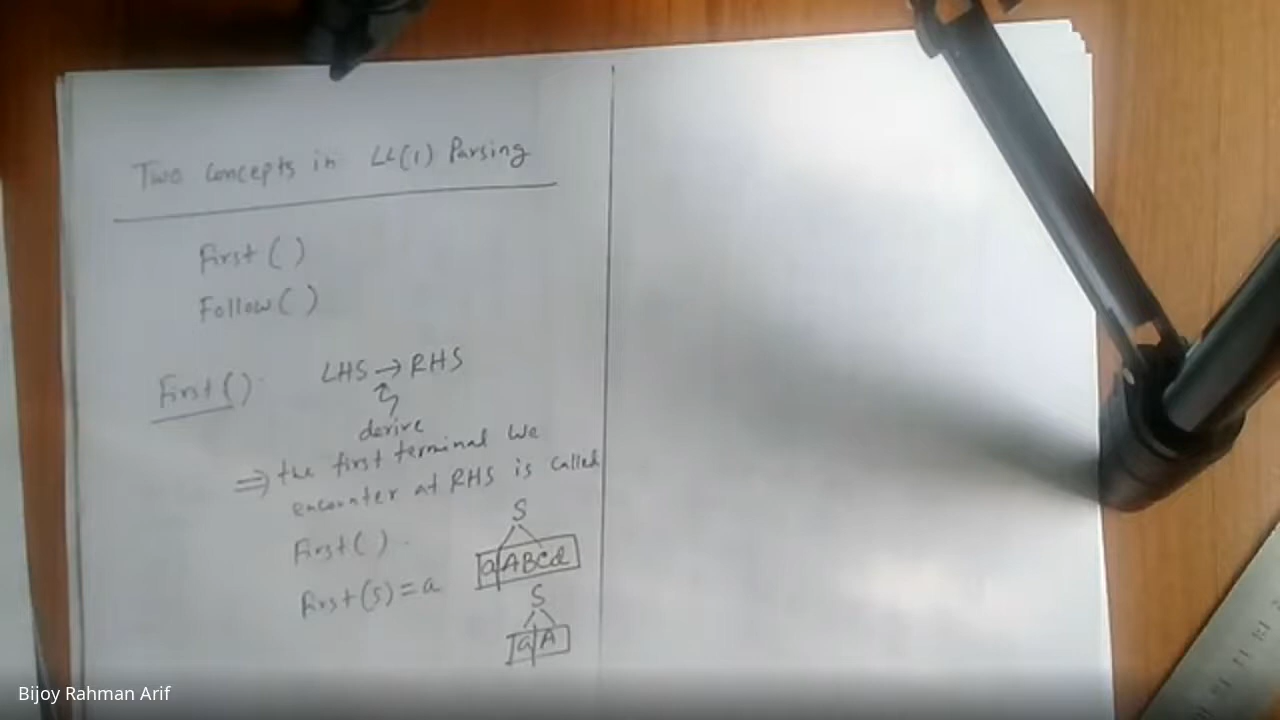 Two Concepts in LL(1) Parsing
First ( )
Follow ( )
First ( ): LHS → RHS
derive
⇒ the first terminal we
encounter at RHS is called
First ( ).
First (S) = a
S
a ABCd
S
a A
Bijoy Rahman Arif